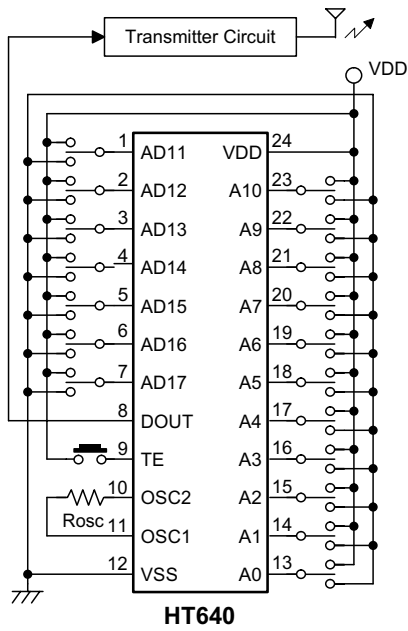 Transmitter Circuit
VDD
1 AD11 VDD 24
2 AD12 A10 23
3 AD13 A9 22
4 AD14 A8 21
5 AD15 A7 20
6 AD16 A6 19
7 AD17 A5 18
8 DOUT A4 17
9 TE A3 16
10 OSC2 A2 15
Rosc
11 OSC1 A1 14
12 VSS A0 13
HT640